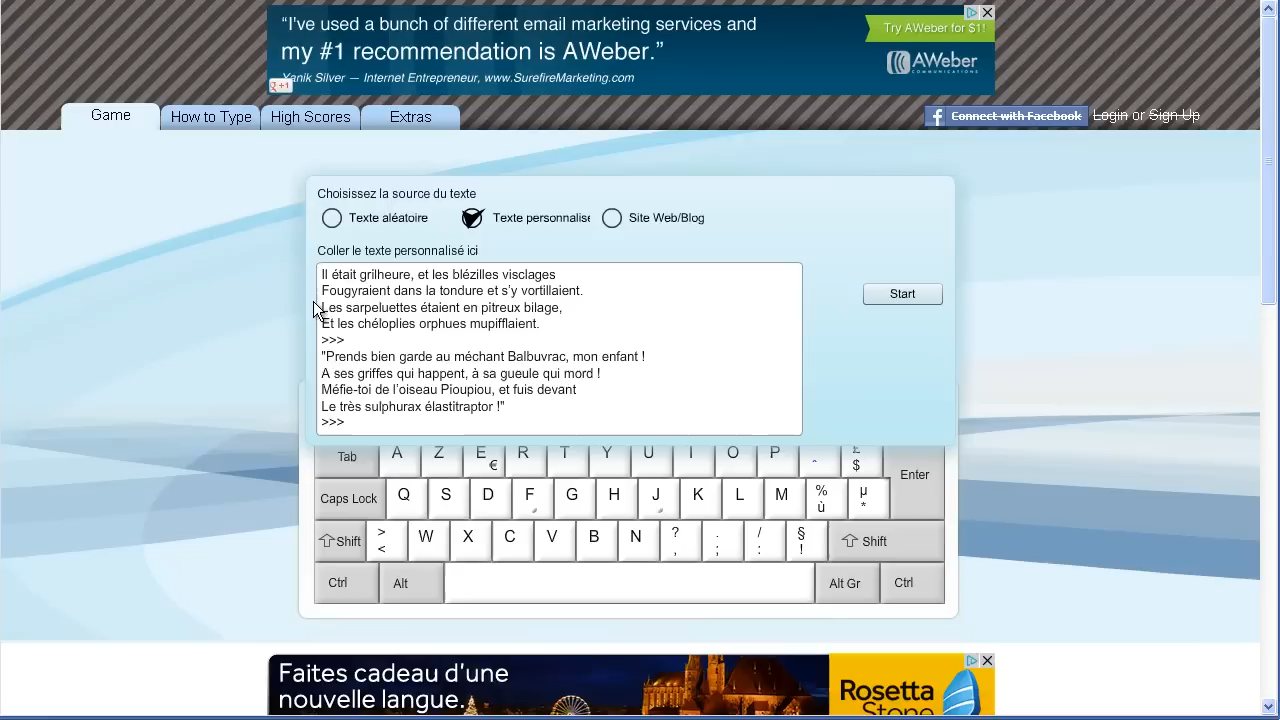 “I've used a bunch of different email marketing services and
my #1 recommendation is AWeber.”
Yanik Silver — Internet Entrepreneur, www.SurefireMarketing.com
+1
Try AWeber for $1!
AWeber
COMMUNICATIONS
Game
How to Type
High Scores
Extras
Connect with Facebook
Login or Sign Up
Choisissez la source du texte
Texte aléatoire
Texte personnalisé
Site Web/Blog
Coller le texte personnalisé ici
Il était grilheure, et les blézilles visclages
Fougyraient dans la tondure et s’y vortillaient.
Les sarpeluettes étaient en pitreux bilage,
Et les chéloplies orphues mupifflaient.
>>>
"Prends bien garde au méchant Balbuvrac, mon enfant !
A ses griffes qui happent, à sa gueule qui mord !
Méfie-toi de l’oiseau Pioupiou, et fuis devant
Le très sulphurax élastitraptor !"
>>>
Start
Tab A Z E € R T Y U I O P ^ £ $ Enter
Caps Lock Q S D F G H J K L M % ù µ *
Shift > < W X C V B N ? , . ; / : § ! Shift
Ctrl Alt Alt Gr Ctrl
Faites cadeau d’une
nouvelle langue.
Rosetta
Stone